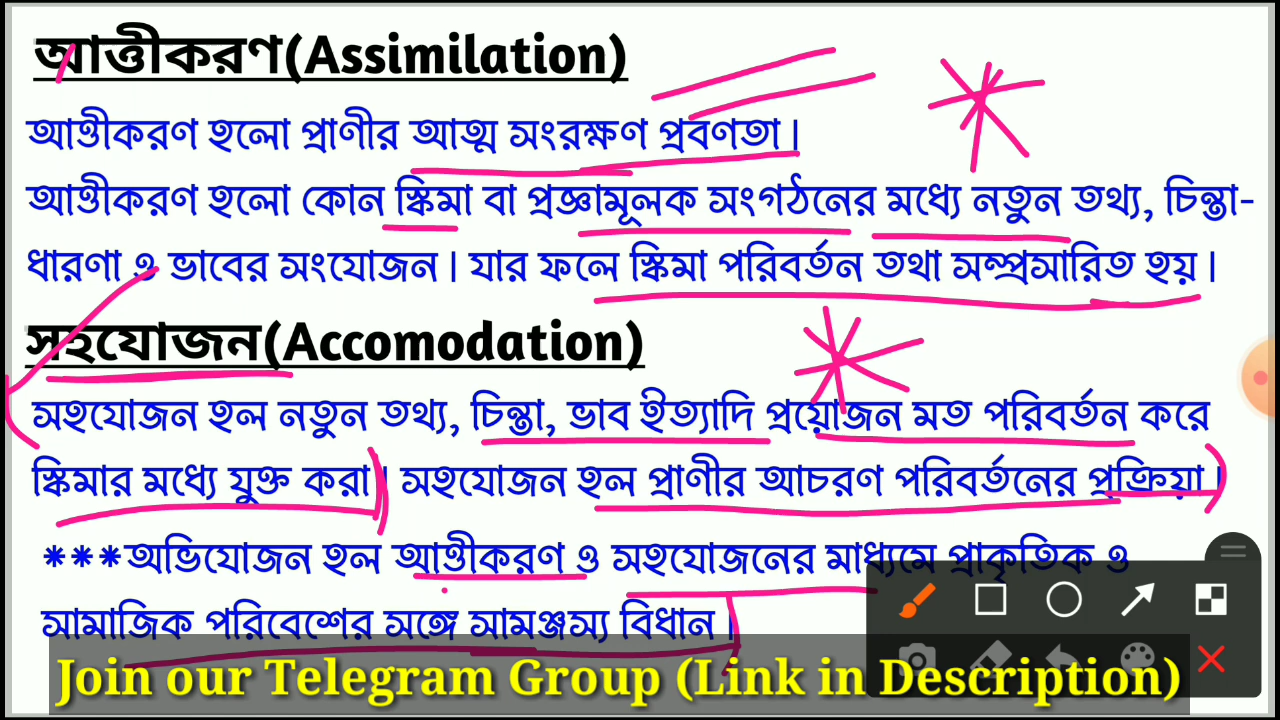 আত্তীকরণ(Assimilation)
আত্তীকরণ হলো প্রাণীর আত্ম সংরক্ষণ প্রবণতা।
আত্তীকরণ হলো কোন স্কিমা বা প্রজ্ঞামূলক সংগঠনের মধ্যে নতুন তথ্য, চিন্তা-
ধারণা ও ভাবের সংযোজন। যার ফলে স্কিমা পরিবর্তন তথা সম্প্রসারিত হয়।
সহযোজন(Accomodation)
সহযোজন হল নতুন তথ্য, চিন্তা, ভাব ইত্যাদি প্রয়োজন মত পরিবর্তন করে
স্কিমার মধ্যে যুক্ত করা। সহযোজন হল প্রাণীর আচরণ পরিবর্তনের প্রক্রিয়া।
***অভিযোজন হল আত্তীকরণ ও সহযোজনের মাধ্যমে প্রাকৃতিক ও
সামাজিক পরিবেশের সঙ্গে সামঞ্জস্য বিধান।
Join our Telegram Group (Link in Description)